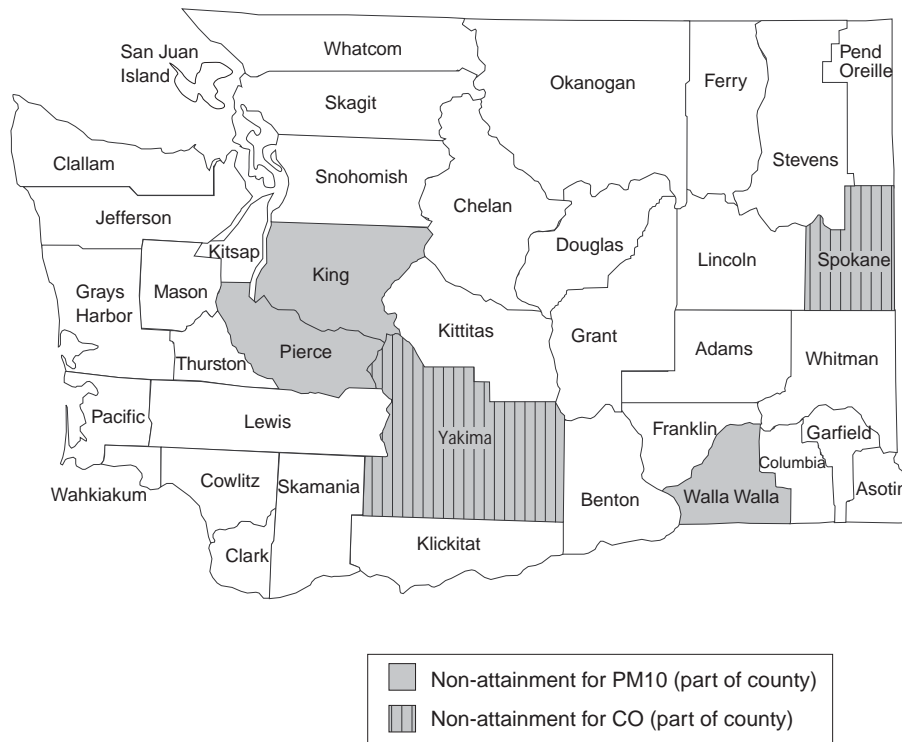 Whatcom
San Juan
Island
Pend
Oreille
Okanogan
Ferry
Skagit
Stevens
Clallam
Snohomish
Chelan
Jefferson
Douglas
Kitsap
Lincoln
Spokane
King
Mason
Grays
Harbor
Kittitas
Grant
Adams
Whitman
Pierce
Thurston
Pacific
Lewis
Yakima
Franklin
Garfield
Columbia
Cowlitz
Skamania
Wahkiakum
Benton
Walla Walla
Asotin
Clark
Klickitat
Non-attainment for PM10 (part of county)
Non-attainment for CO (part of county)